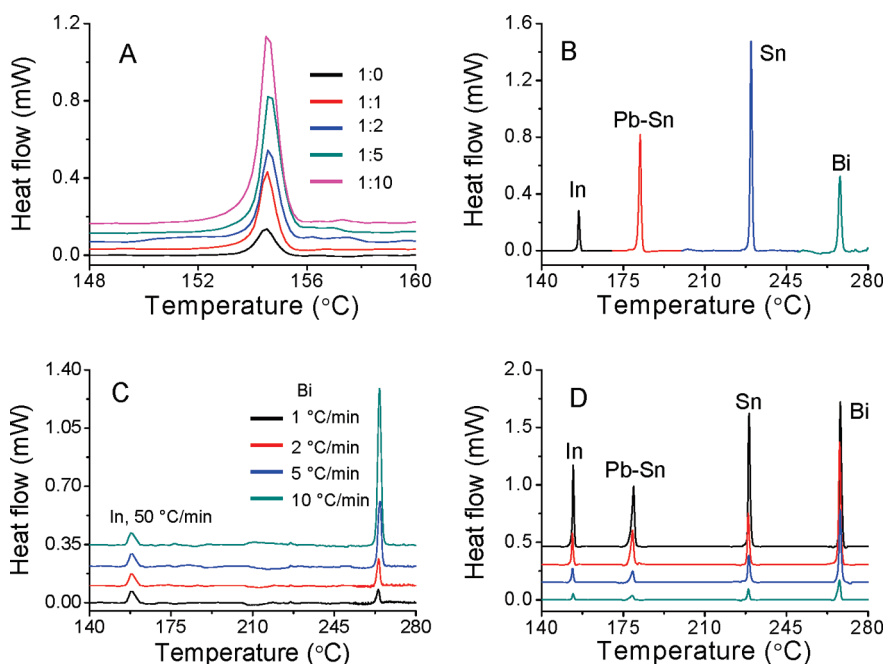 A
1:0
1:1
1:2
1:5
1:10
Heat flow (mW)
1.2
0.8
0.4
0.0
148 152 156 160
Temperature (°C)
B
In
Pb-Sn
Sn
Bi
Heat flow (mW)
1.6
1.2
0.8
0.4
0.0
140 175 210 245 280
Temperature (°C)
C
Bi
1 °C/min
2 °C/min
5 °C/min
10 °C/min
In, 50 °C/min
Heat flow (mW)
1.40
1.05
0.70
0.35
0.00
140 175 210 245 280
Temperature (°C)
D
In
Pb-Sn
Sn
Bi
Heat flow (mW)
2.0
1.5
1.0
0.5
0.0
140 175 210 245 280
Temperature (°C)